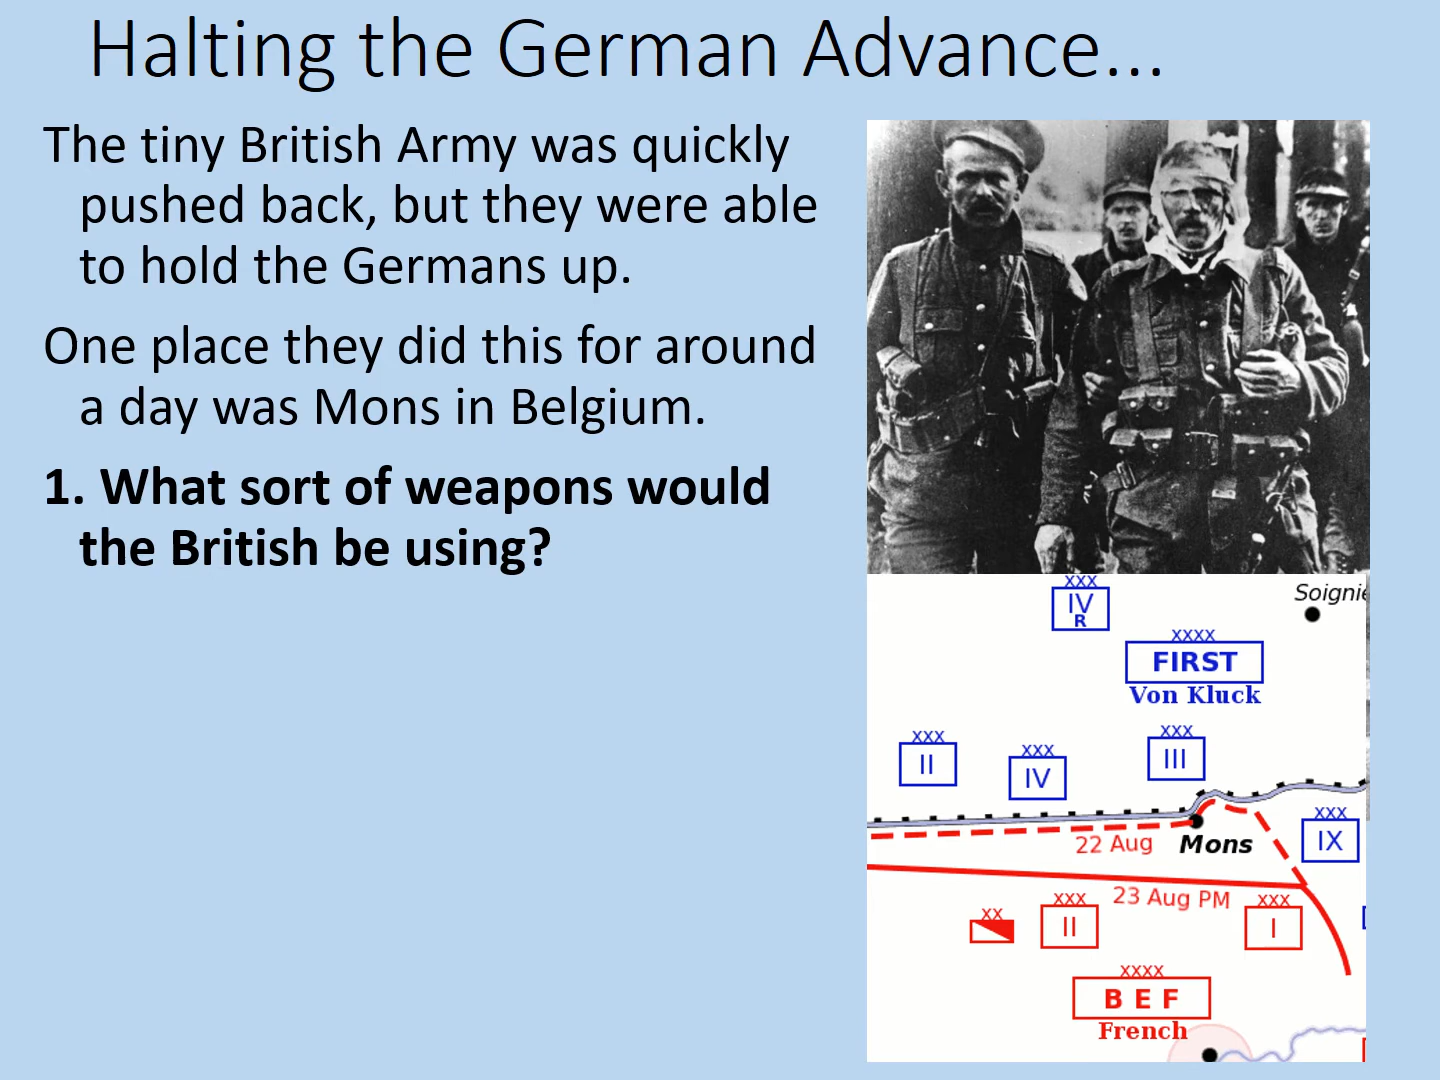 Halting the German Advance...
The tiny British Army was quickly
pushed back, but they were able
to hold the Germans up.
One place they did this for around
a day was Mons in Belgium.
1. What sort of weapons would
the British be using?
xxx
IV
R
Soignie
xxxx
FIRST
Von Kluck
xxx
II
xxx
IV
xxx
III
xxx
IX
22 Aug
Mons
23 Aug PM
xx
xxx
II
xxx
I
xxxx
B E F
French